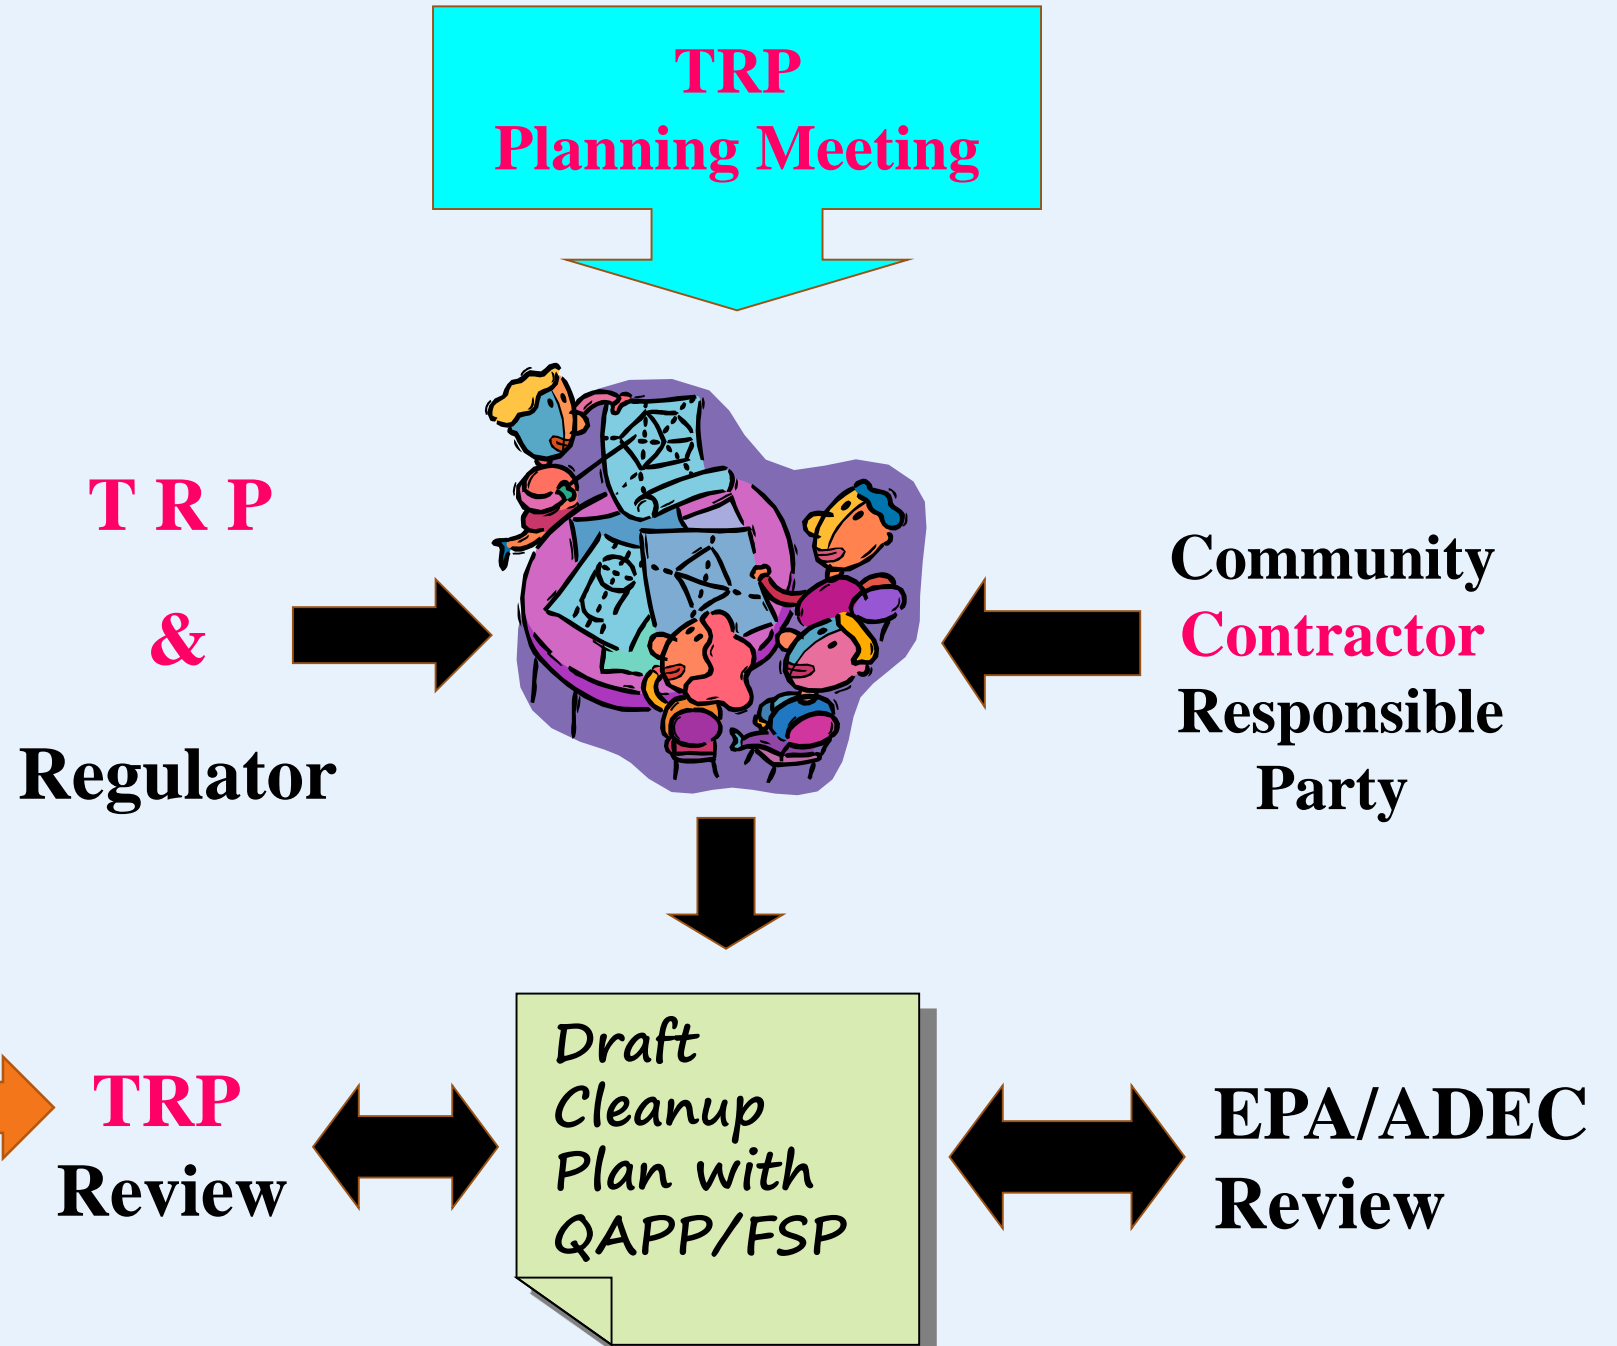 TRP
Planning Meeting
T R P
&
Regulator
Community
Contractor
Responsible
Party
Draft
Cleanup
Plan with
QAPP/FSP
TRP
Review
EPA/ADEC
Review